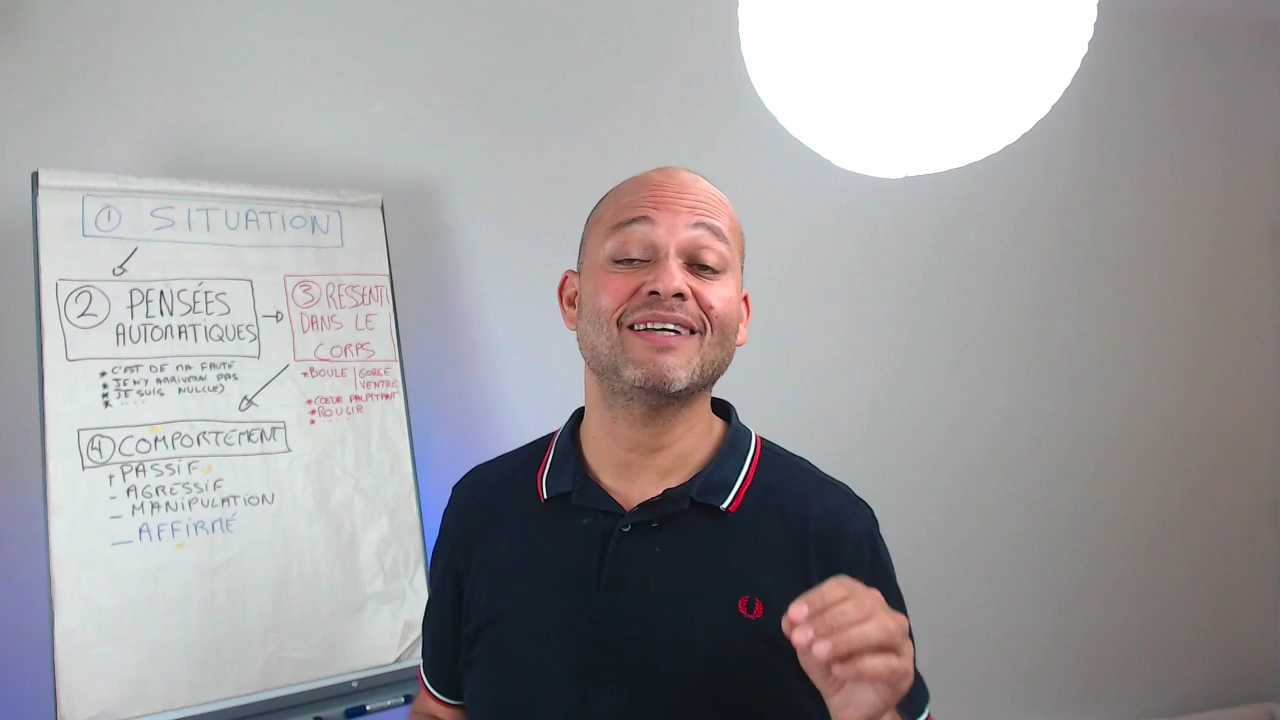 ① SITUATION
② PENSÉES
AUTOMATIQUES
* C'EST DE MA FAUTE
* JE N'Y ARRIVERAI PAS
* JE SUIS NUL(LE)
* ....
③ RESSENTI
DANS LE
CORPS
* BOULE | GORGE
VENTRE
* CŒUR PALPITANT
* ROUGIR
* ....
④ COMPORTEMENT
- PASSIF
- AGRESSIF
- MANIPULATION
- AFFIRMÉ